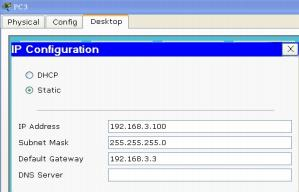 PC3
Physical Config Desktop
IP Configuration X
DHCP
Static
IP Address 192.168.3.100
Subnet Mask 255.255.255.0
Default Gateway 192.168.3.3
DNS Server